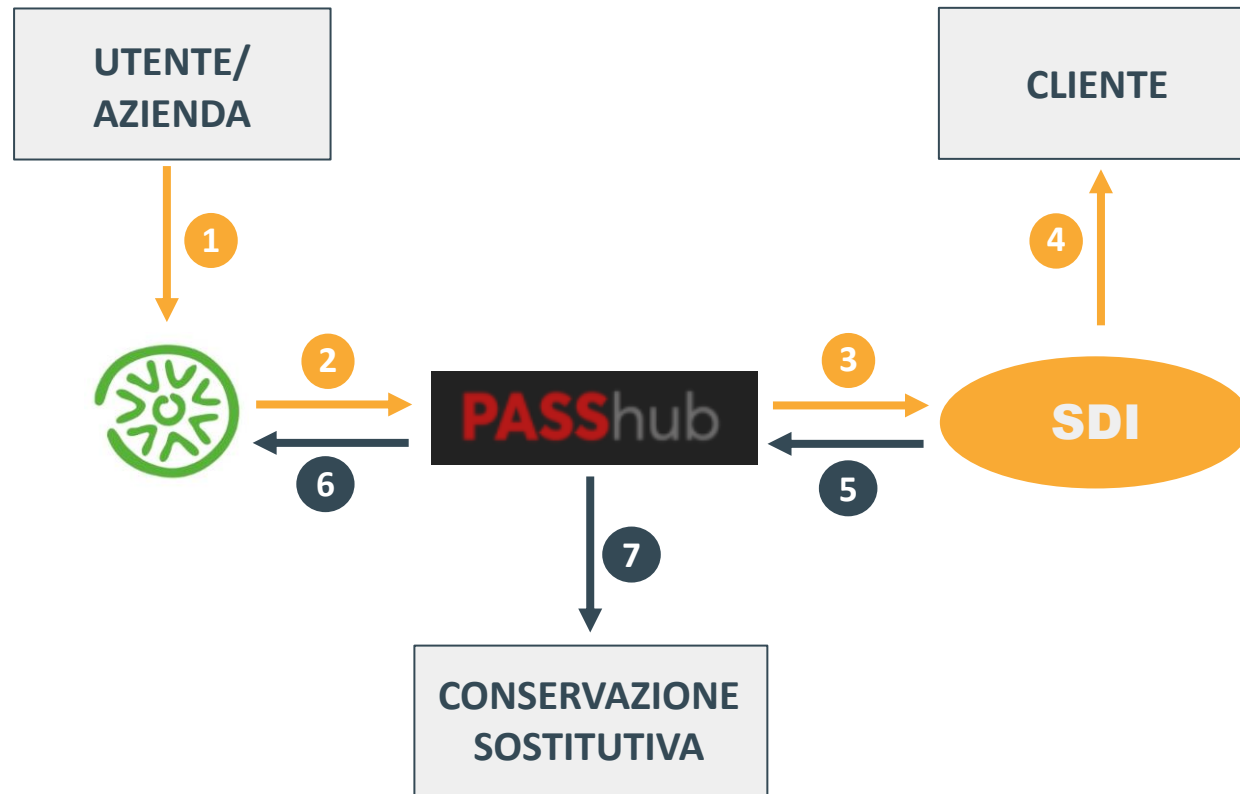 UTENTE/
AZIENDA
CLIENTE
1
4
2
3
PASShub
SDI
6
5
7
CONSERVAZIONE
SOSTITUTIVA